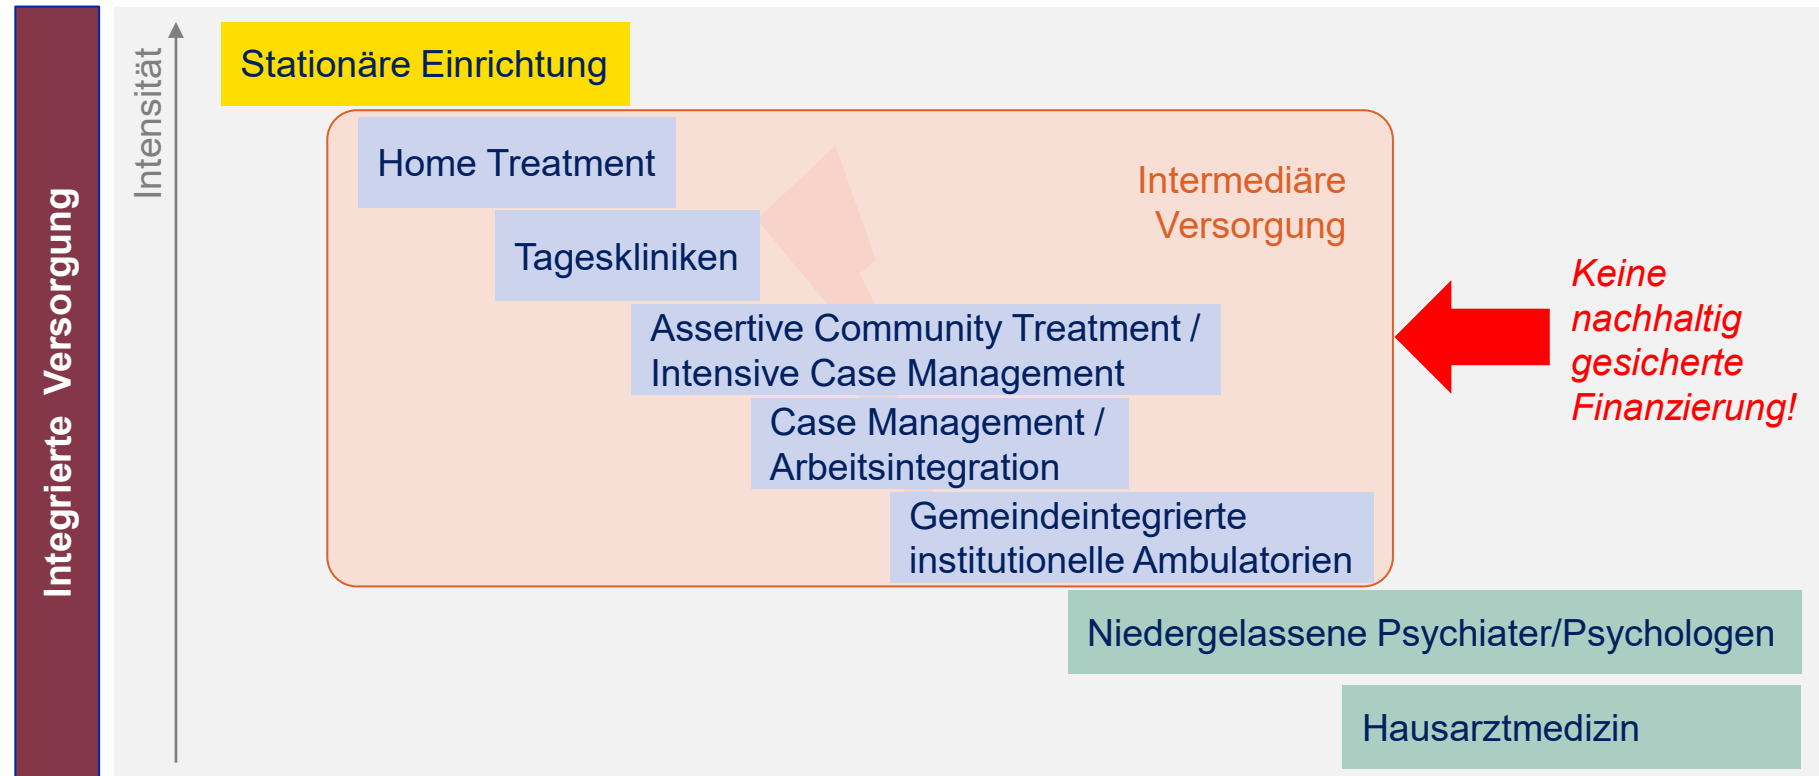 Integrierte Versorgung
Intensität
Stationäre Einrichtung
Home Treatment
Intermediäre
Versorgung
Tageskliniken
Keine
nachhaltig
gesicherte
Finanzierung!
Assertive Community Treatment /
Intensive Case Management
Case Management /
Arbeitsintegration
Gemeindeintegrierte
institutionelle Ambulatorien
Niedergelassene Psychiater/Psychologen
Hausarztmedizin